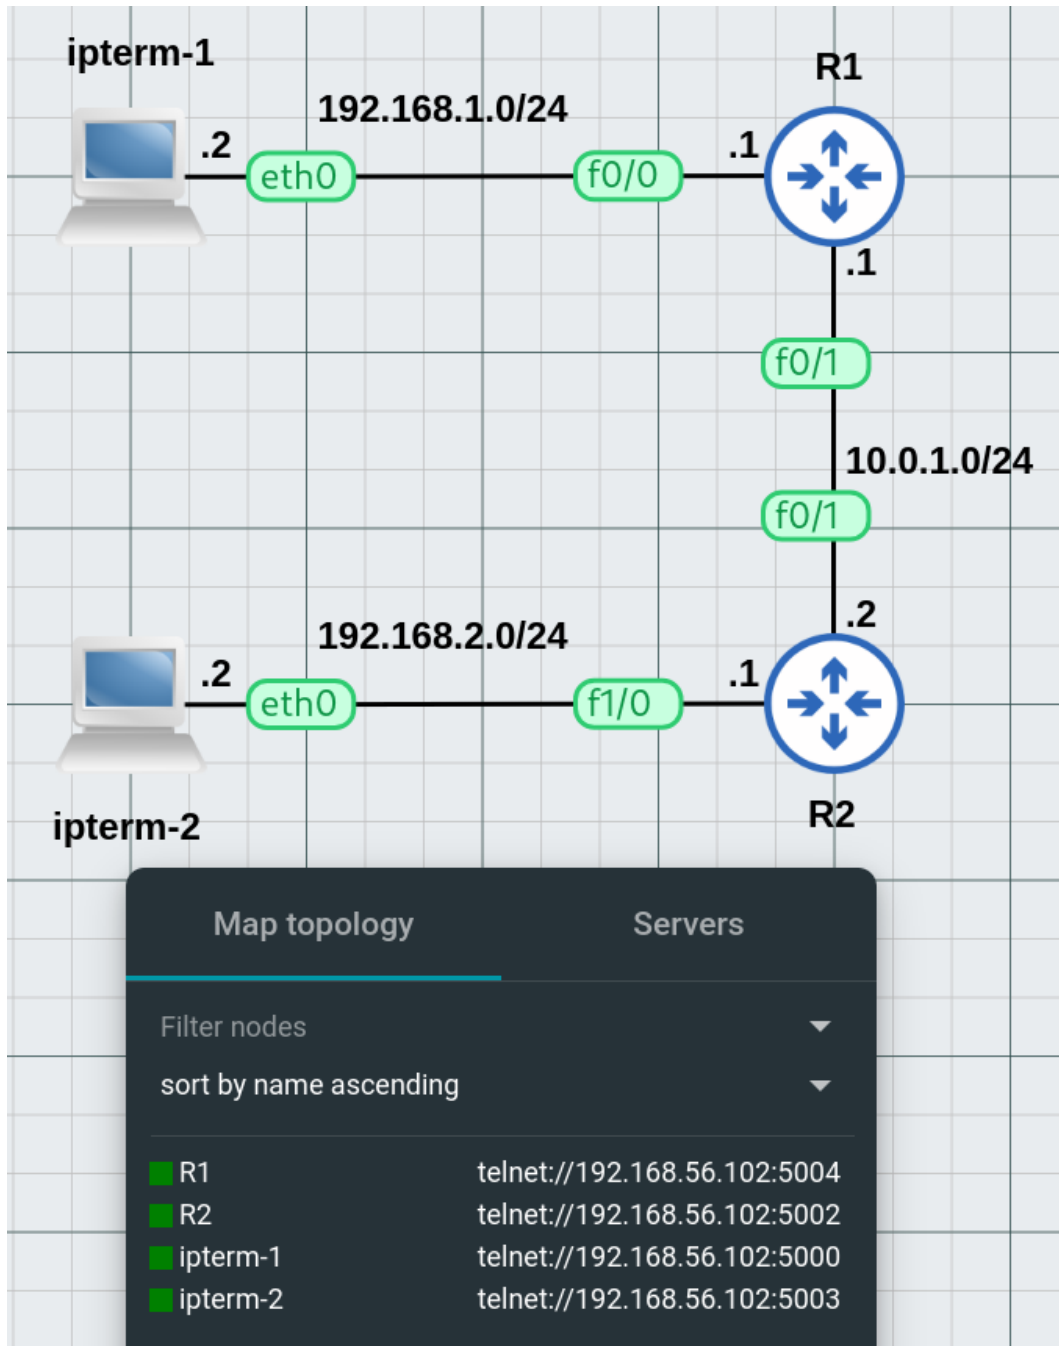 ipterm-1
R1
192.168.1.0/24
.2
eth0
f0/0
.1
.1
f0/1
10.0.1.0/24
f0/1
.2
192.168.2.0/24
.2
eth0
f1/0
.1
ipterm-2
R2
Map topology
Servers
Filter nodes
sort by name ascending
R1 telnet://192.168.56.102:5004
R2 telnet://192.168.56.102:5002
ipterm-1 telnet://192.168.56.102:5000
ipterm-2 telnet://192.168.56.102:5003